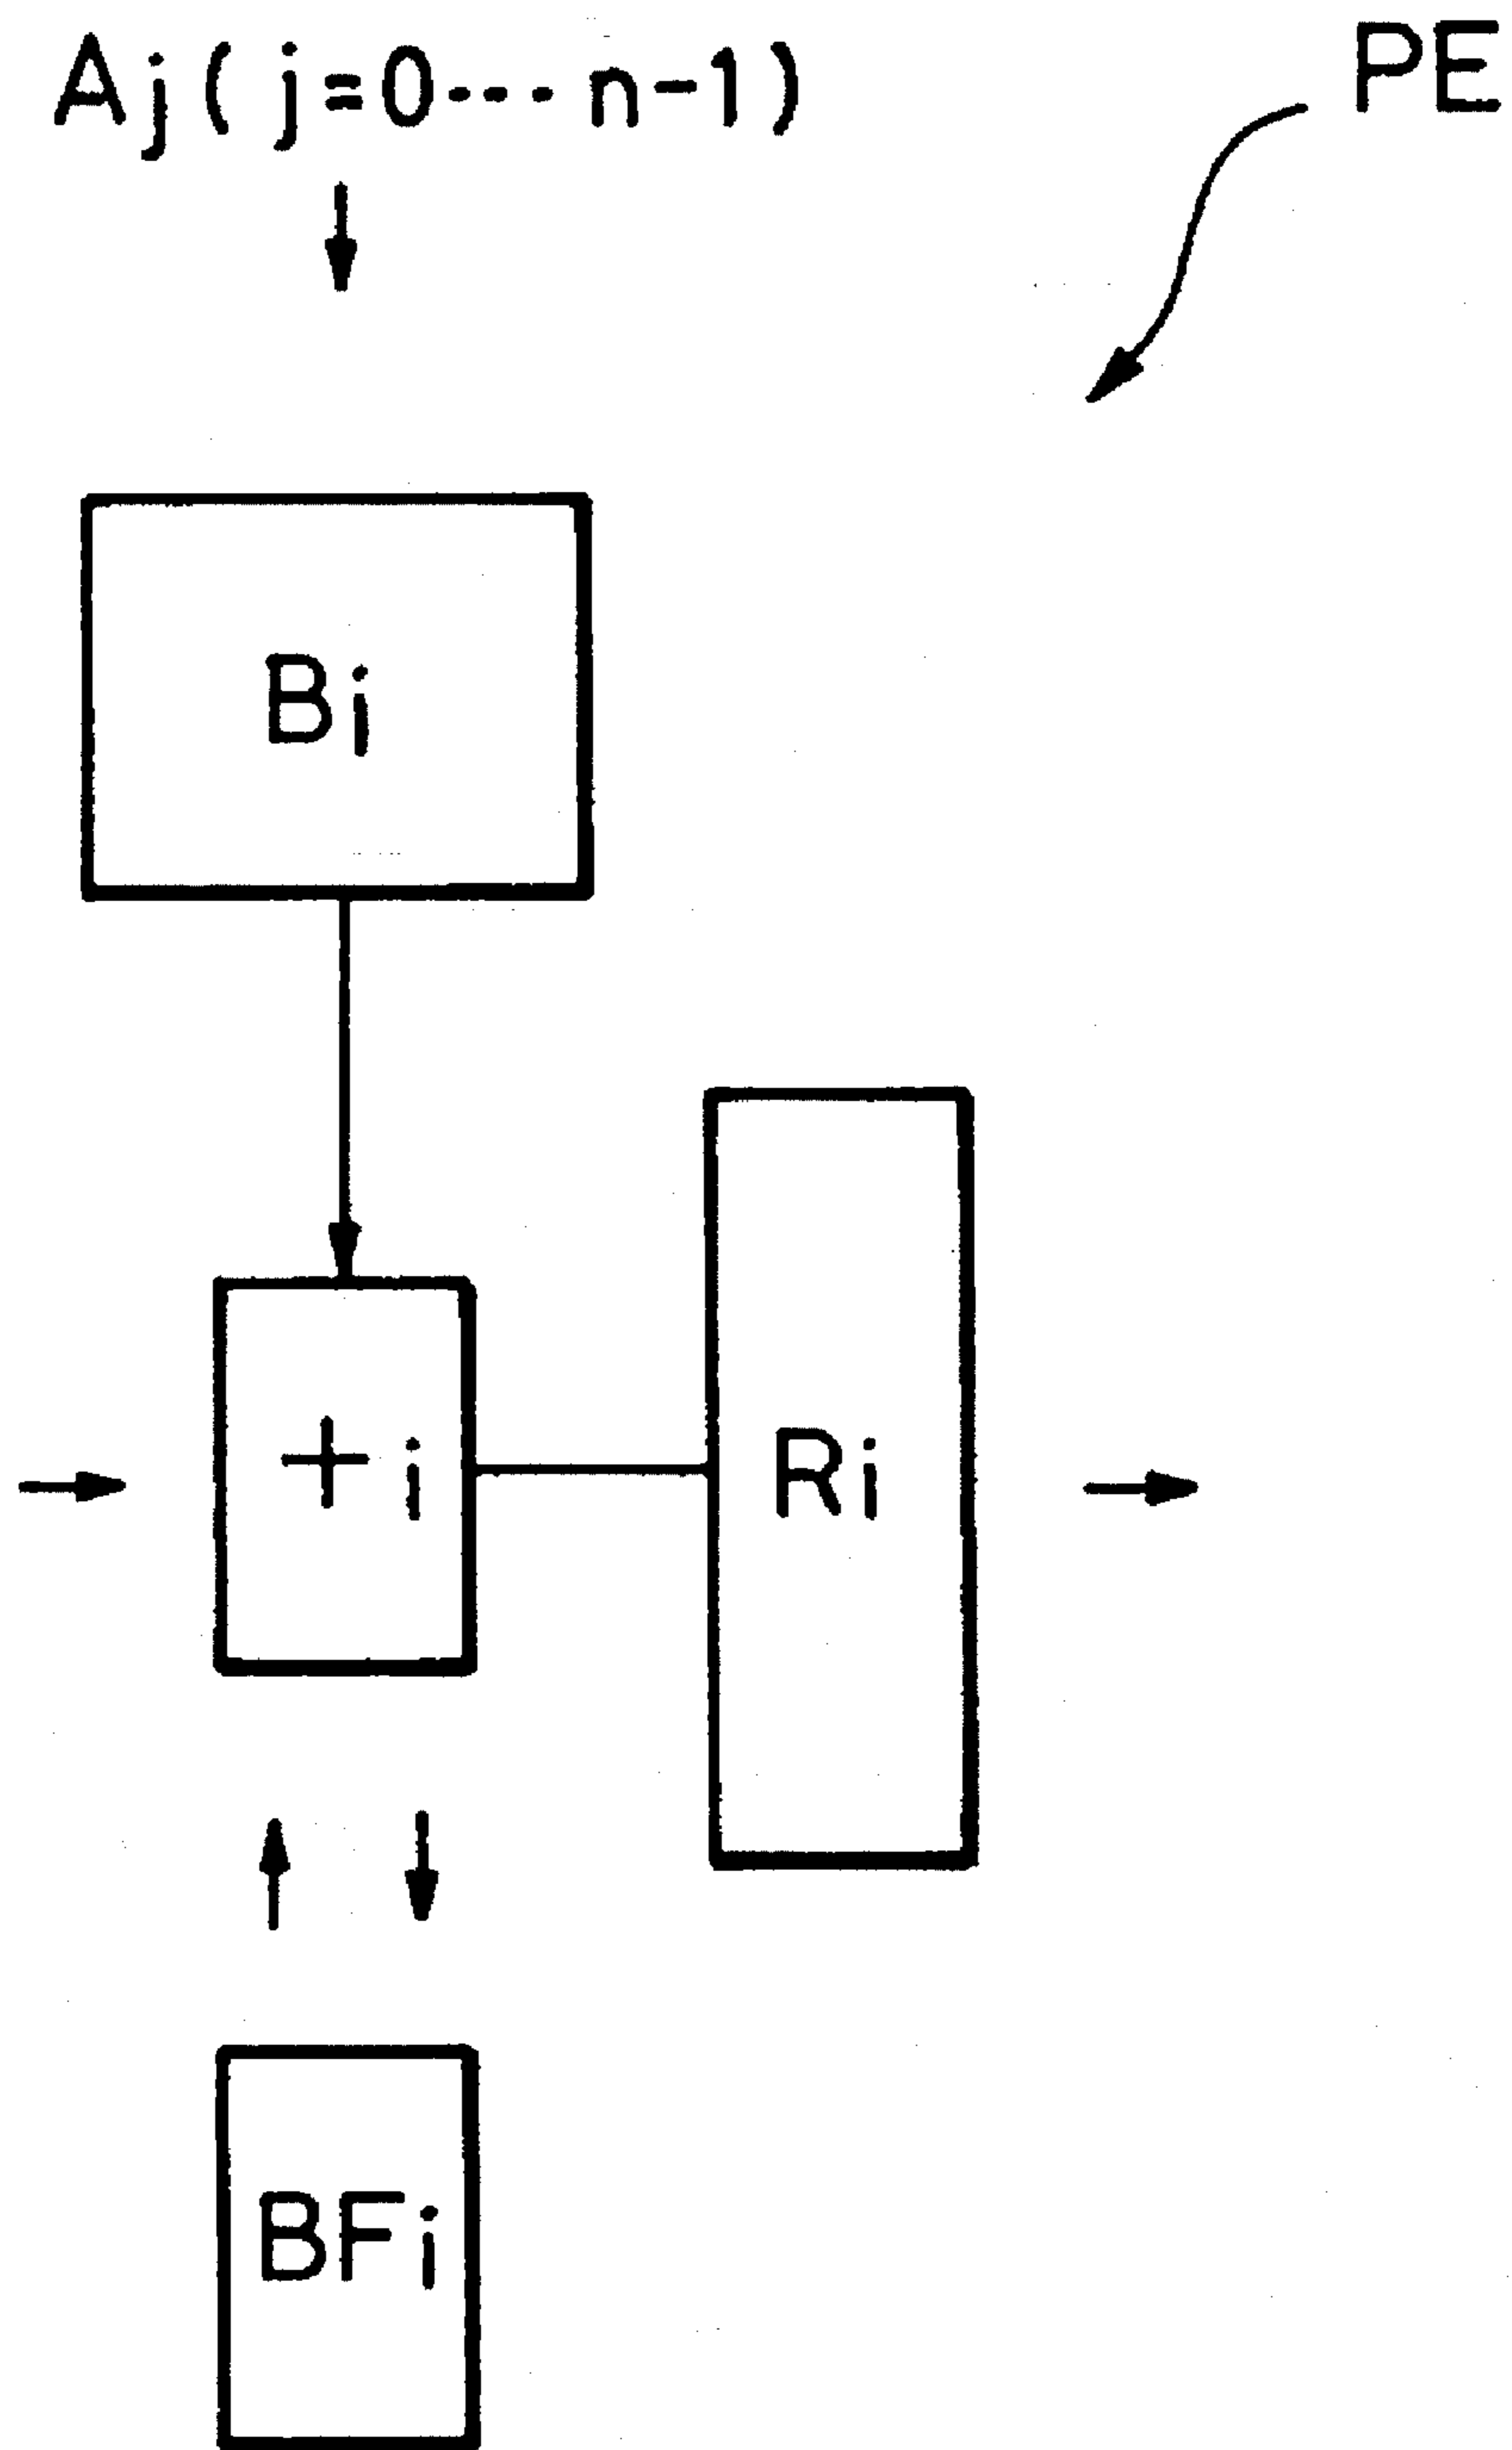 Aj(j=0---n-1)
PE
Bi
+i
Ri
BFi